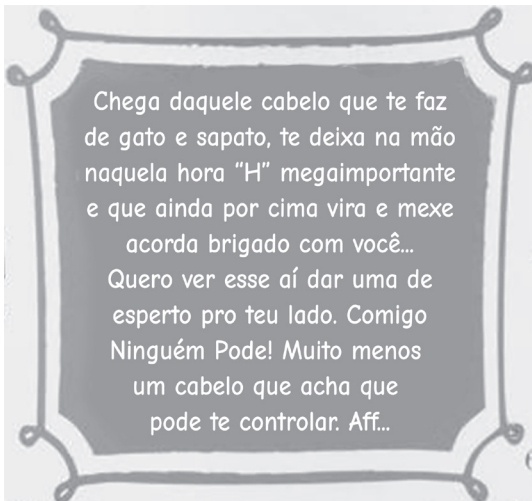 Chega daquele cabelo que te faz
de gato e sapato, te deixa na mão
naquela hora "H" megaimportante
e que ainda por cima vira e mexe
acorda brigado com você...
Quero ver esse aí dar uma de
esperto pro teu lado. Comigo
Ninguém Pode! Muito menos
um cabelo que acha que
pode te controlar. Aff...